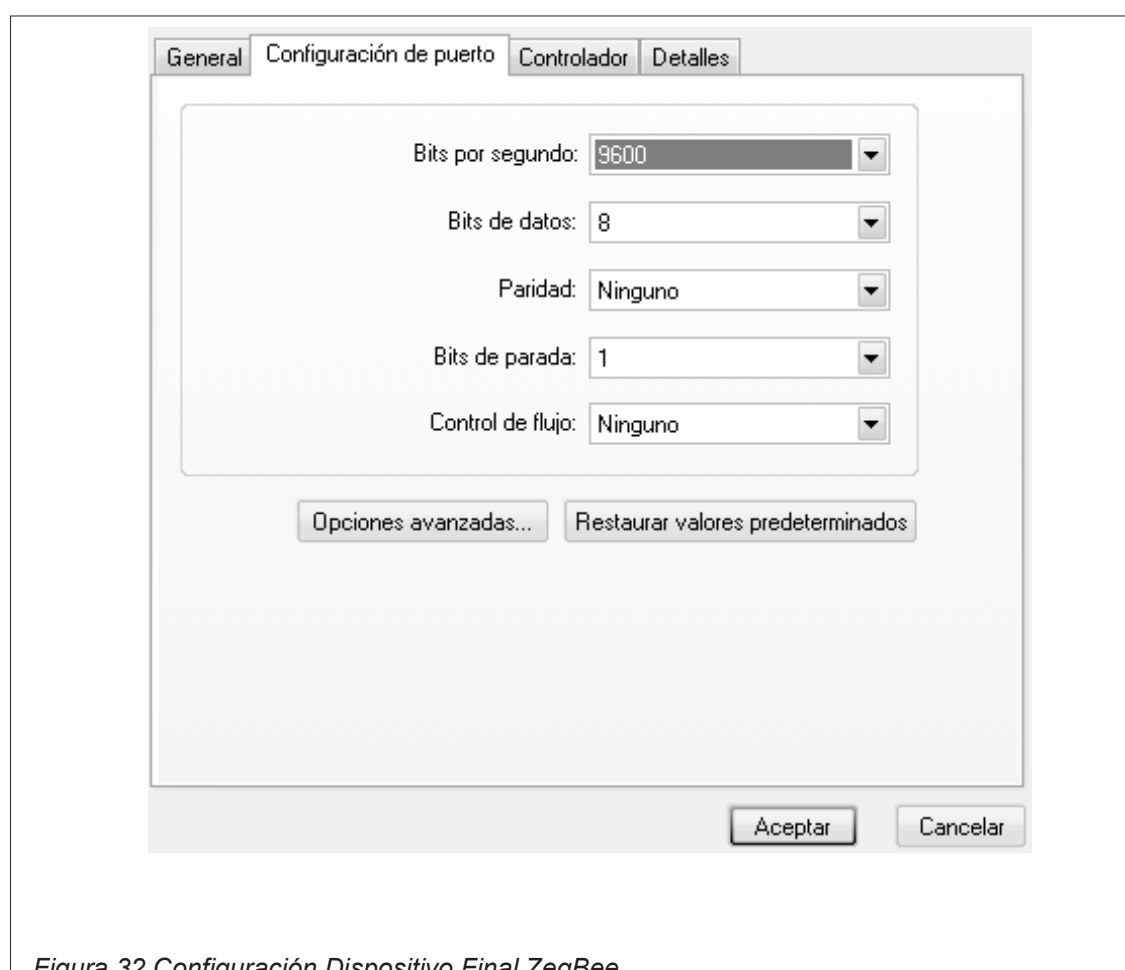 General Configuración de puerto Controlador Detalles
Bits por segundo: 9600
Bits de datos: 8
Paridad: Ninguno
Bits de parada: 1
Control de flujo: Ninguno
Opciones avanzadas... Restaurar valores predeterminados
Aceptar Cancelar
Figura 32 Configuración Dispositivo Final ZegBee